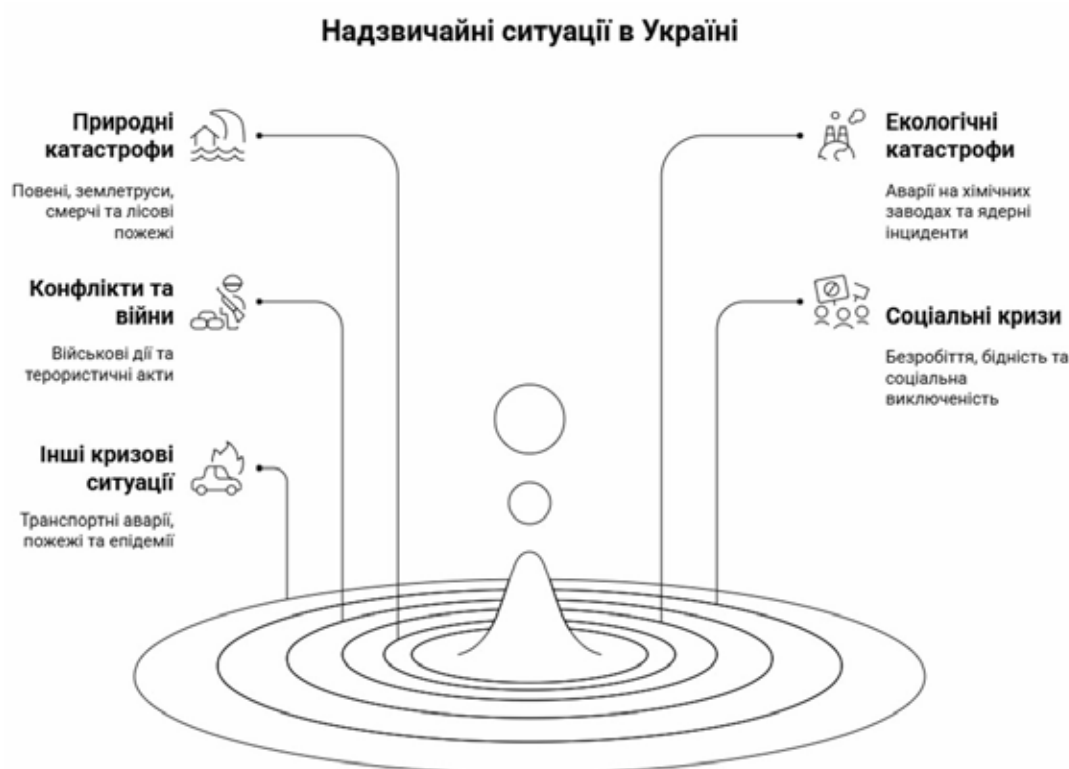 Надзвичайні ситуації в Україні
Природні
катастрофи
Повені, землетруси,
смерчі та лісові
пожежі
Конфлікти та
війни
Військові дії та
терористичні акти
Інші кризові
ситуації
Транспортні аварії,
пожежі та епідемії
Екологічні
катастрофи
Аварії на хімічних
заводах та ядерні
інциденти
Соціальні кризи
Безробіття, бідність та
соціальна
виключеність